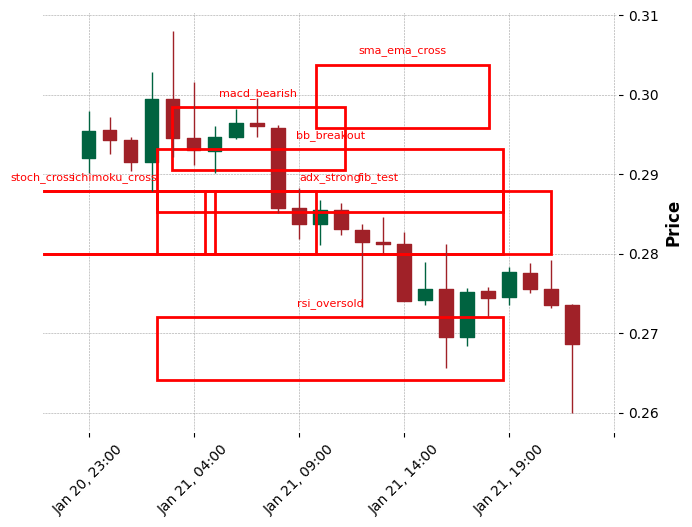 0.31
sma_ema_cross
0.30
macd_bearish
bb_breakout
0.29
stoch_cross
ichimoku_cross
adx_strong
fib_test
Price
0.28
rsi_oversold
0.27
0.26
Jan 20, 23:00
Jan 21, 04:00
Jan 21, 09:00
Jan 21, 14:00
Jan 21, 19:00